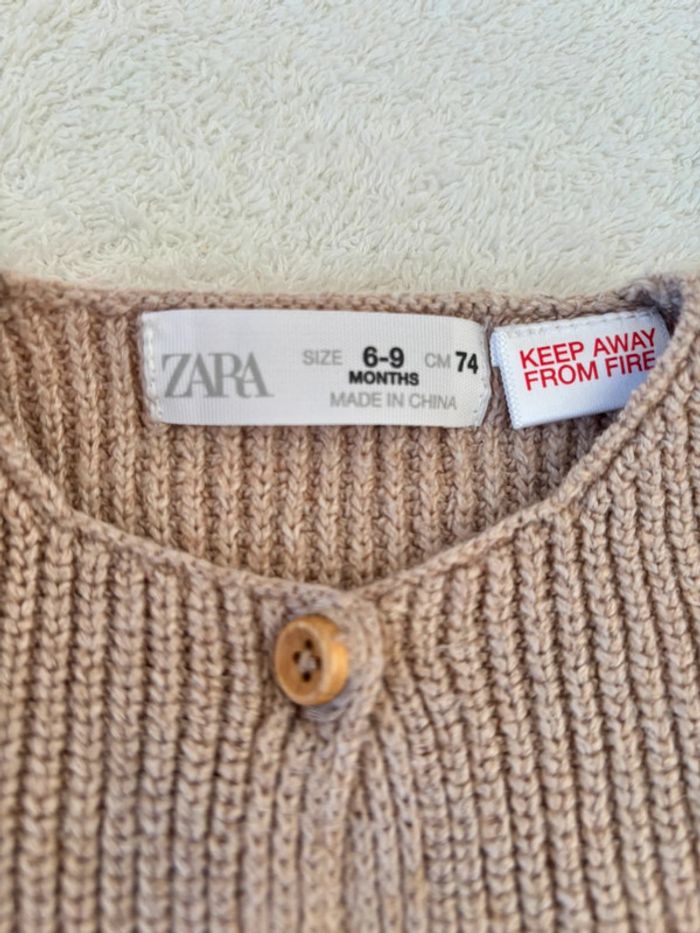 ZARA
SIZE 6-9 CM 74
MONTHS
MADE IN CHINA
KEEP AWAY
FROM FIRE